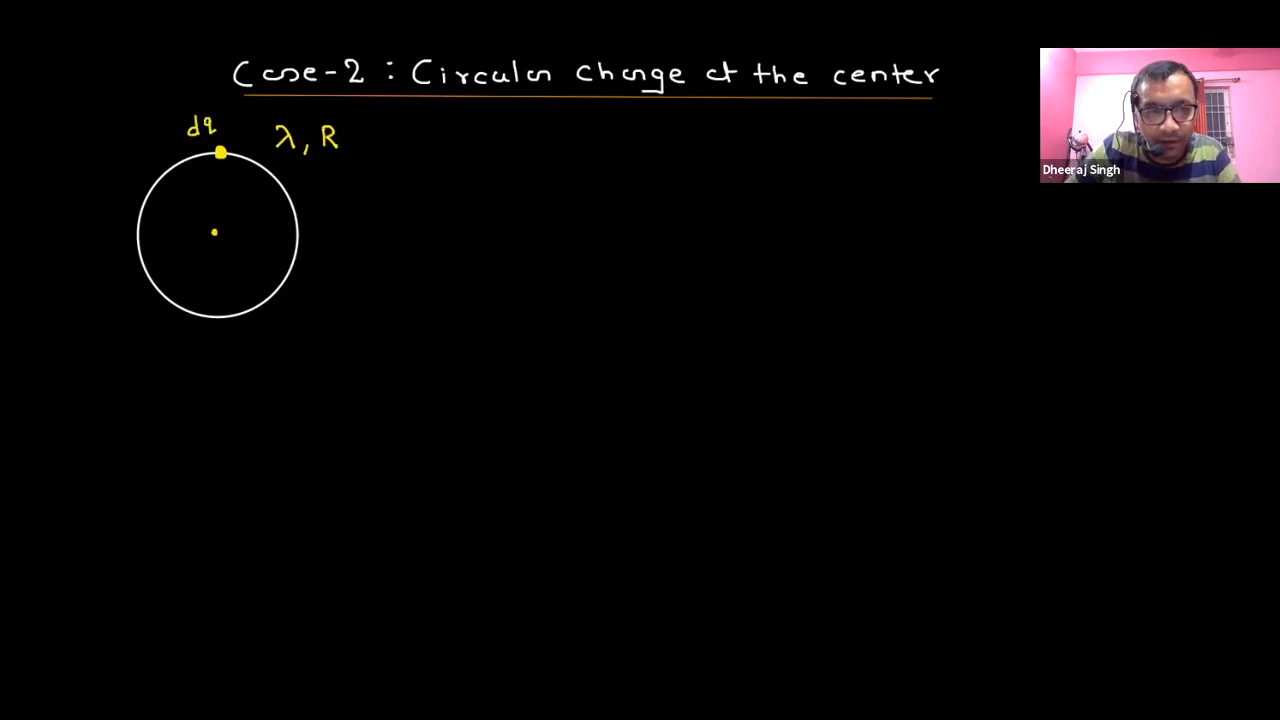 Case-2 : Circular charge at the center
dq
λ, R
Dheeraj Singh